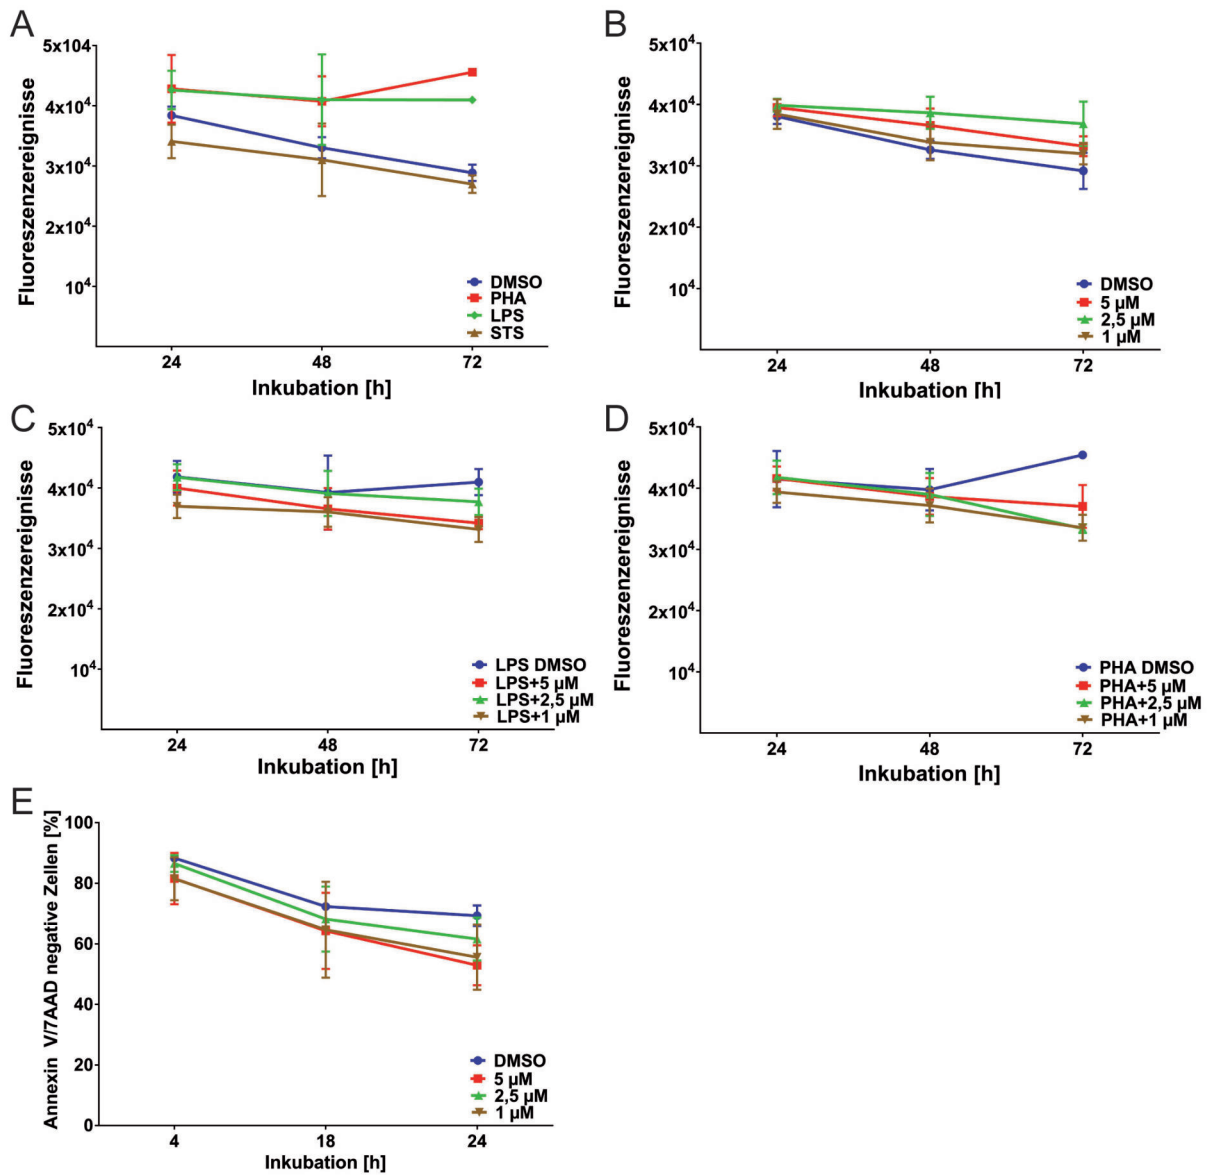 A
Fluoreszenzereignisse
5x104
4x10⁴
3x10⁴
2x10⁴
10⁴
DMSO
PHA
LPS
STS
24
48
72
Inkubation [h]
B
Fluoreszenzereignisse
5x10⁴
4x10⁴
3x10⁴
2x10⁴
10⁴
DMSO
5 µM
2,5 µM
1 µM
24
48
72
Inkubation [h]
C
Fluoreszenzereignisse
5x10⁴
4x10⁴
3x10⁴
2x10⁴
10⁴
LPS DMSO
LPS+5 µM
LPS+2,5 µM
LPS+1 µM
24
48
72
Inkubation [h]
D
Fluoreszenzereignisse
5x10⁴
4x10⁴
3x10⁴
2x10⁴
10⁴
PHA DMSO
PHA+5 µM
PHA+2,5 µM
PHA+1 µM
24
48
72
Inkubation [h]
E
Annexin V/7AAD negative Zellen [%]
100
80
60
40
20
0
DMSO
5 µM
2,5 µM
1 µM
4
18
24
Inkubation [h]